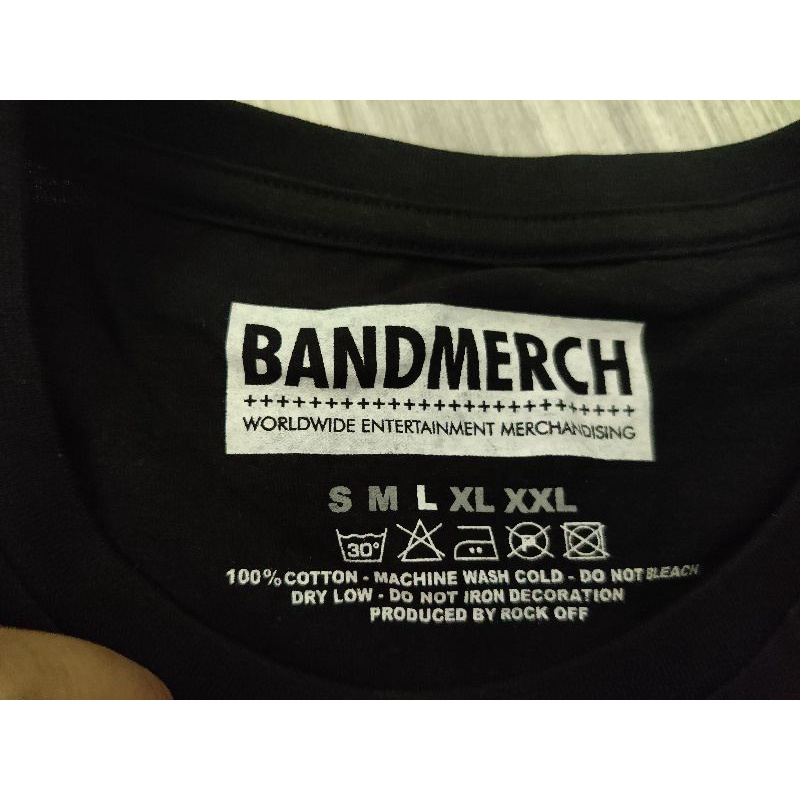 BANDMERCH
++++++++++++++++++++++++++++++
WORLDWIDE ENTERTAINMENT MERCHANDISING
S M L XL XXL
30° P
100% COTTON - MACHINE WASH COLD - DO NOT BLEACH
DRY LOW - DO NOT IRON DECORATION
PRODUCED BY ROCK OFF